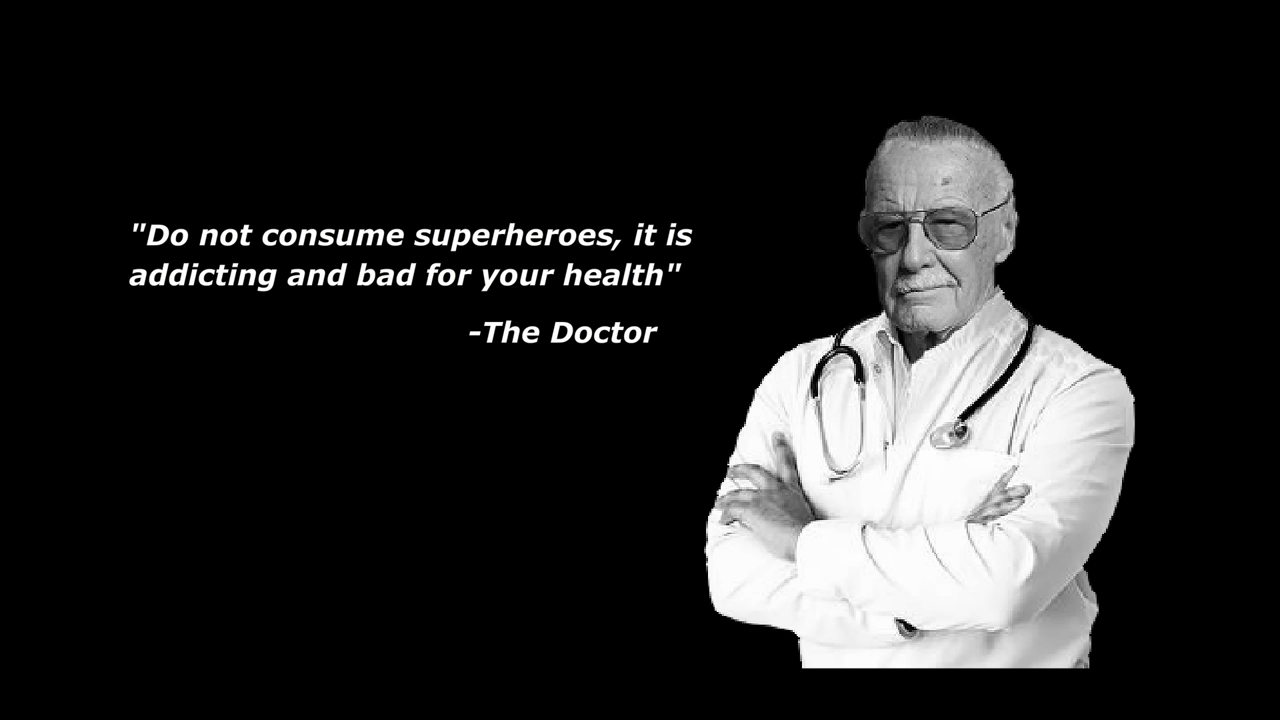 "Do not consume superheroes, it is
addicting and bad for your health"
-The Doctor